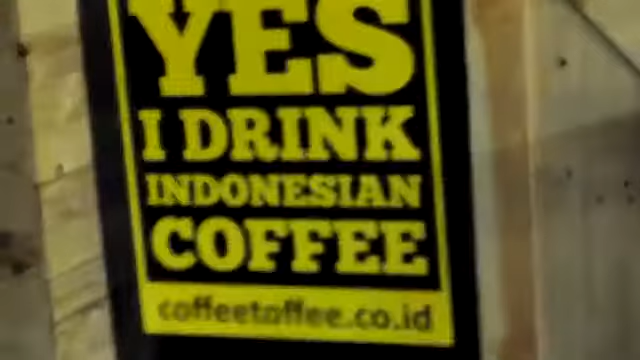 YES
I DRINK
INDONESIAN
COFFEE
coffeetoffee.co.id